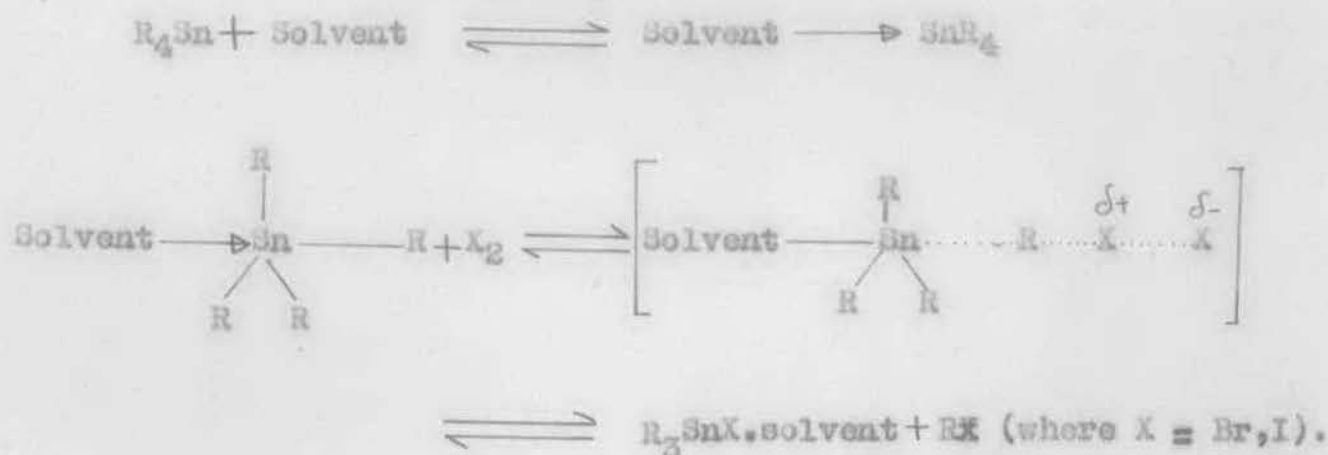 R₄Sn + Solvent ⇌ Solvent ⟶ SnR₄
R R δ+ δ-
Solvent ⟶ Sn — R + X₂ ⇌ [ Solvent — Sn ..... R ..... X ..... X ]
R R R R
⇌ R₃SnX.solvent + RX (where X = Br,I).